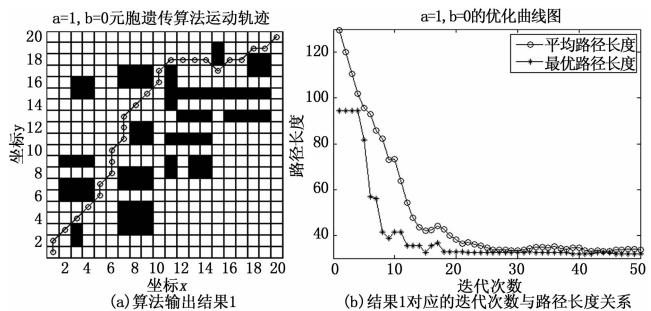 a=1,b=0元胞遗传算法运动轨迹
20
18
16
14
12
10
8
6
4
2
坐标y
2 4 6 8 10 12 14 16 18 20
坐标x
(a)算法输出结果1
a=1,b=0的优化曲线图
平均路径长度
最优路径长度
120
100
80
60
40
路径长度
0 10 20 30 40 50
迭代次数
(b)结果1对应的迭代次数与路径长度关系